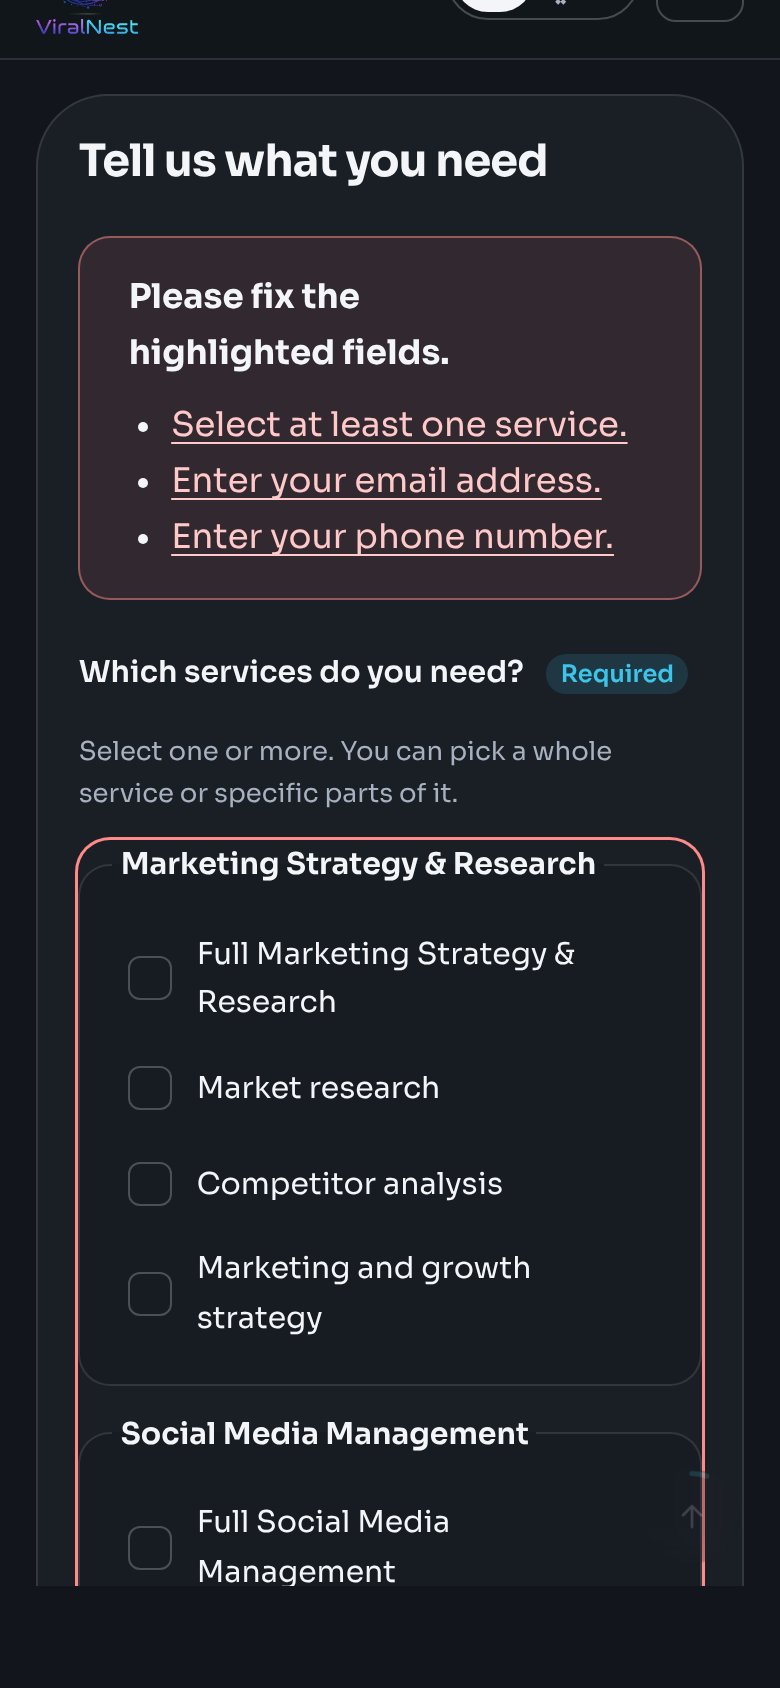 ViralNest
Tell us what you need
Please fix the
highlighted fields.
Select at least one service.
Enter your email address.
Enter your phone number.
Which services do you need?
Required
Select one or more. You can pick a whole
service or specific parts of it.
Marketing Strategy & Research
Full Marketing Strategy &
Research
Market research
Competitor analysis
Marketing and growth
strategy
Social Media Management
Full Social Media
Management